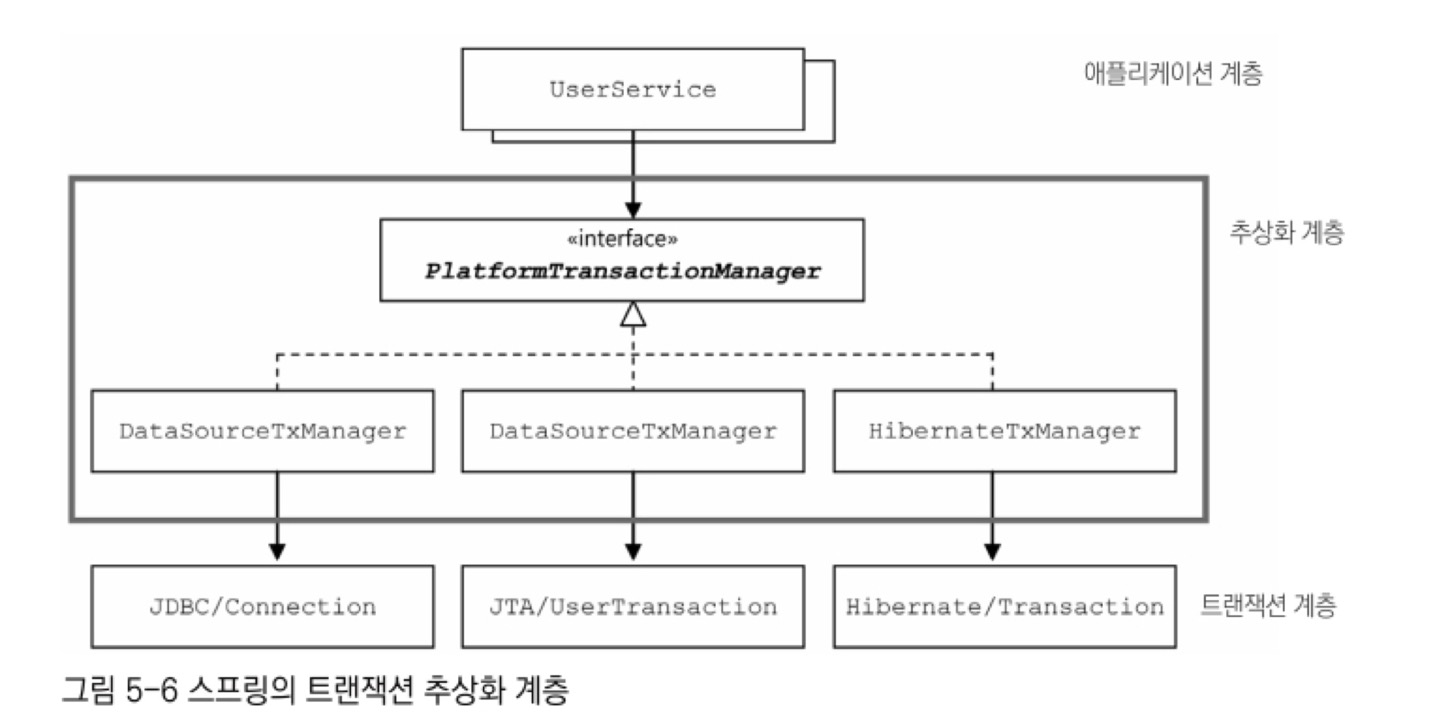 UserService
애플리케이션 계층
추상화 계층
«interface»
PlatformTransactionManager
DataSourceTxManager
DataSourceTxManager
HibernateTxManager
JDBC/Connection
JTA/UserTransaction
Hibernate/Transaction
트랜잭션 계층
그림 5-6 스프링의 트랜잭션 추상화 계층